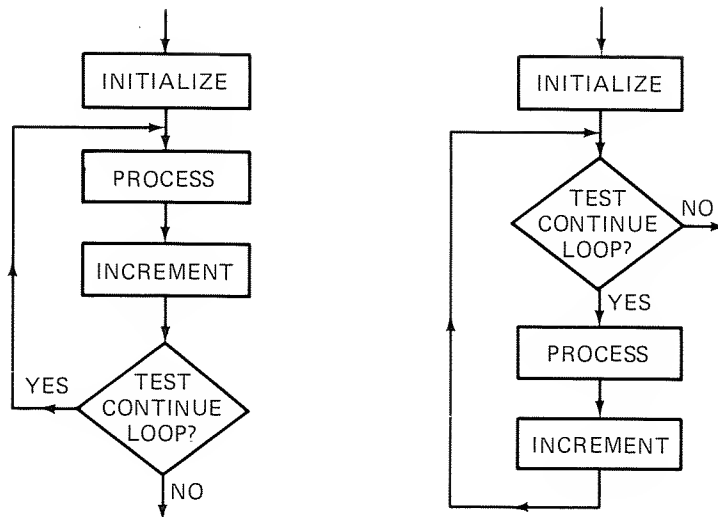 INITIALIZE
PROCESS
INCREMENT
YES
TEST
CONTINUE
LOOP?
NO
INITIALIZE
TEST
CONTINUE
LOOP?
NO
YES
PROCESS
INCREMENT